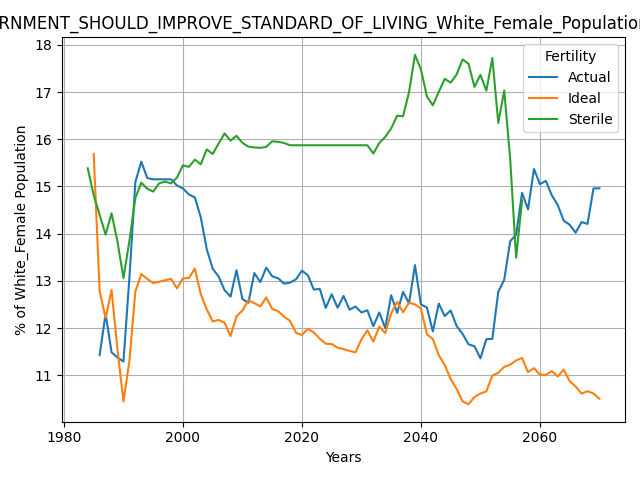 RNMENT_SHOULD_IMPROVE_STANDARD_OF_LIVING_White_Female_Population
18
17
16
15
14
13
12
11
% of White_Female Population
Fertility
Actual
Ideal
Sterile
1980
2000
2020
2040
2060
Years